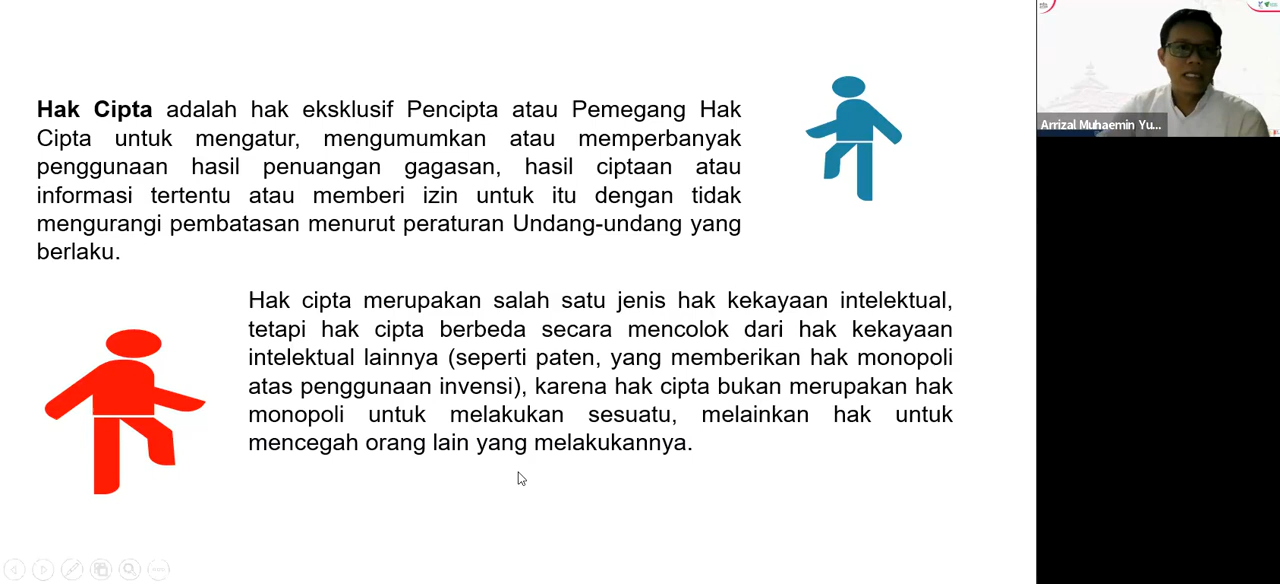 Hak Cipta adalah hak eksklusif Pencipta atau Pemegang Hak
Cipta untuk mengatur, mengumumkan atau memperbanyak
penggunaan hasil penuangan gagasan, hasil ciptaan atau
informasi tertentu atau memberi izin untuk itu dengan tidak
mengurangi pembatasan menurut peraturan Undang-undang yang
berlaku.
Hak cipta merupakan salah satu jenis hak kekayaan intelektual,
tetapi hak cipta berbeda secara mencolok dari hak kekayaan
intelektual lainnya (seperti paten, yang memberikan hak monopoli
atas penggunaan invensi), karena hak cipta bukan merupakan hak
monopoli untuk melakukan sesuatu, melainkan hak untuk
mencegah orang lain yang melakukannya.
Arrizal Muhaemin Yu...